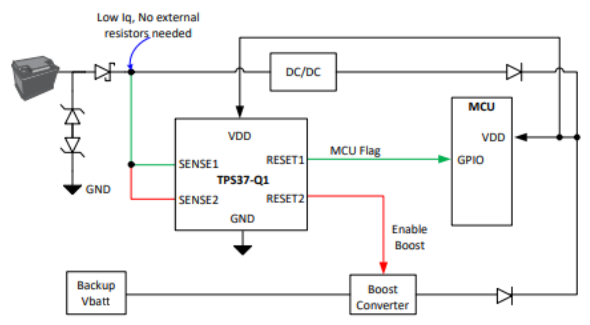 Low Iq, No external
resistors needed
DC/DC
MCU
VDD
VDD
MCU Flag
SENSE1
RESET1
GPIO
TPS37-Q1
GND
SENSE2
RESET2
GND
Enable
Boost
Backup
Vbatt
Boost
Converter